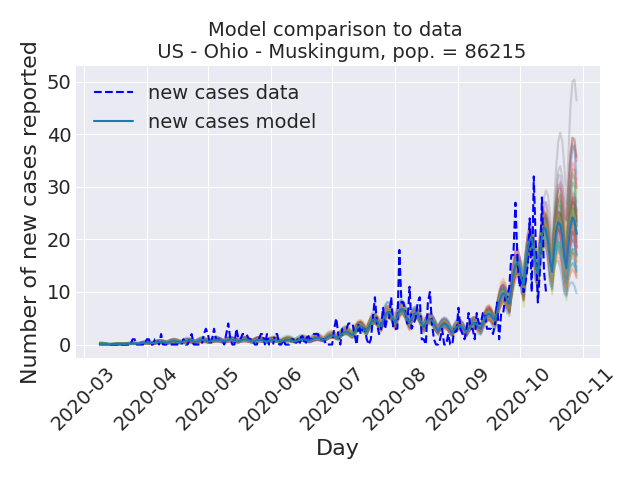 Model comparison to data
US - Ohio - Muskingum, pop. = 86215
Number of new cases reported
50
40
30
20
10
0
new cases data
new cases model
2020-03
2020-04
2020-05
2020-06
2020-07
2020-08
2020-09
2020-10
2020-11
Day